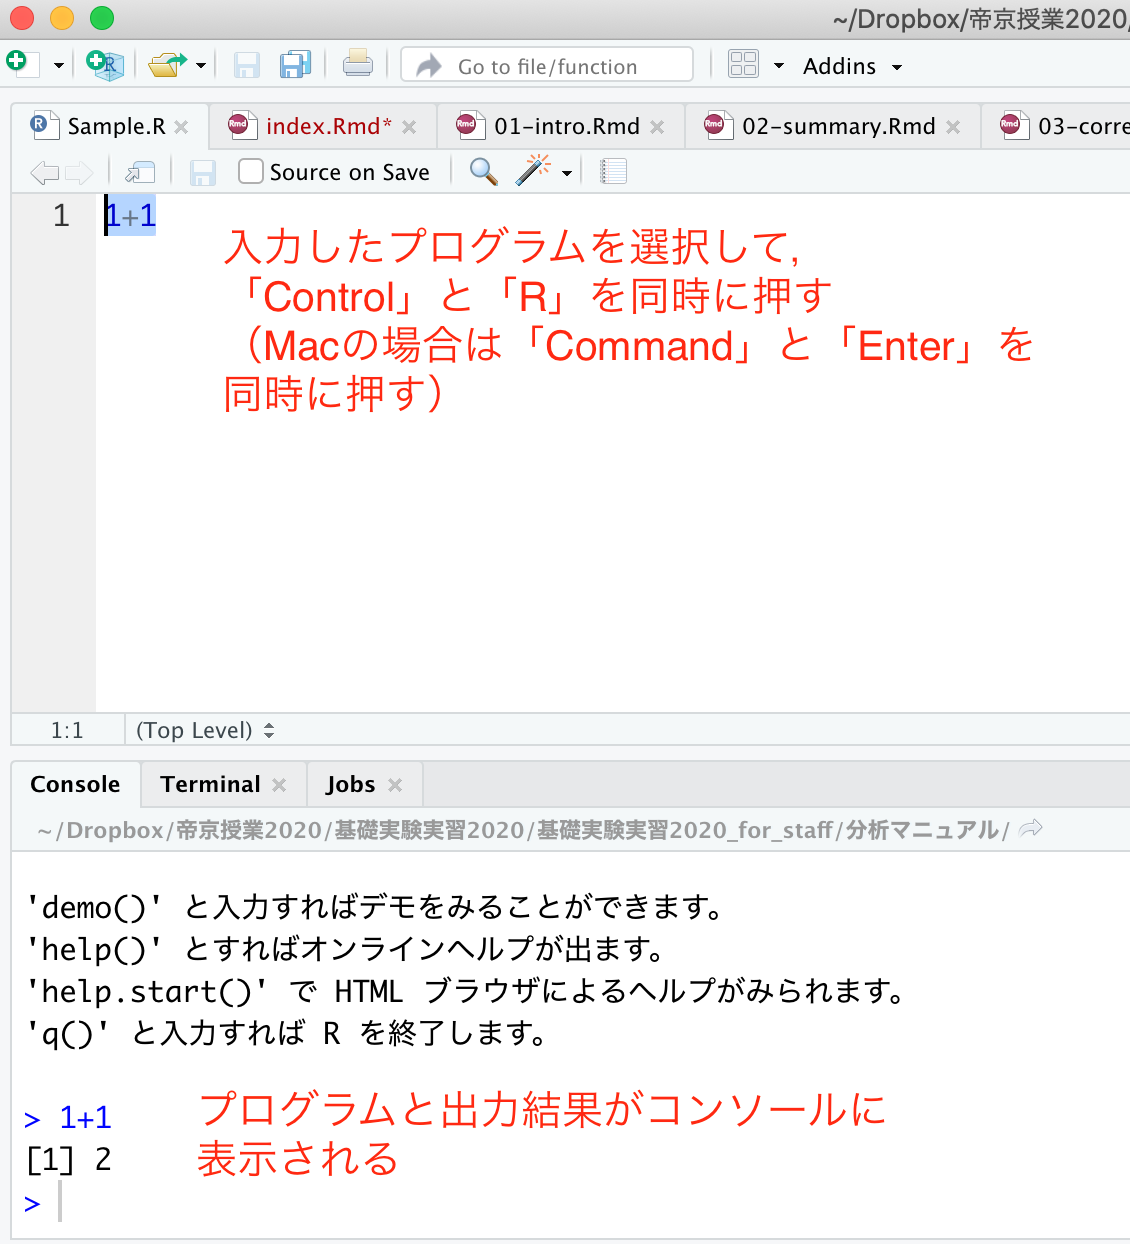 ~/Dropbox/帝京授業2020/
Go to file/function
Addins
Sample.R
index.Rmd*
01-intro.Rmd
02-summary.Rmd
03-corre
Source on Save
1 1+1
入力したプログラムを選択して,
「Control」と「R」を同時に押す
（Macの場合は「Command」と「Enter」を
同時に押す）
1:1 (Top Level)
Console Terminal Jobs
~/Dropbox/帝京授業2020/基礎実験実習2020/基礎実験実習2020_for_staff/分析マニュアル/
'demo()' と入力すればデモをみることができます。
'help()' とすればオンラインヘルプが出ます。
'help.start()' で HTML ブラウザによるヘルプがみられます。
'q()' と入力すれば R を終了します。
> 1+1
[1] 2
>
プログラムと出力結果がコンソールに
表示される